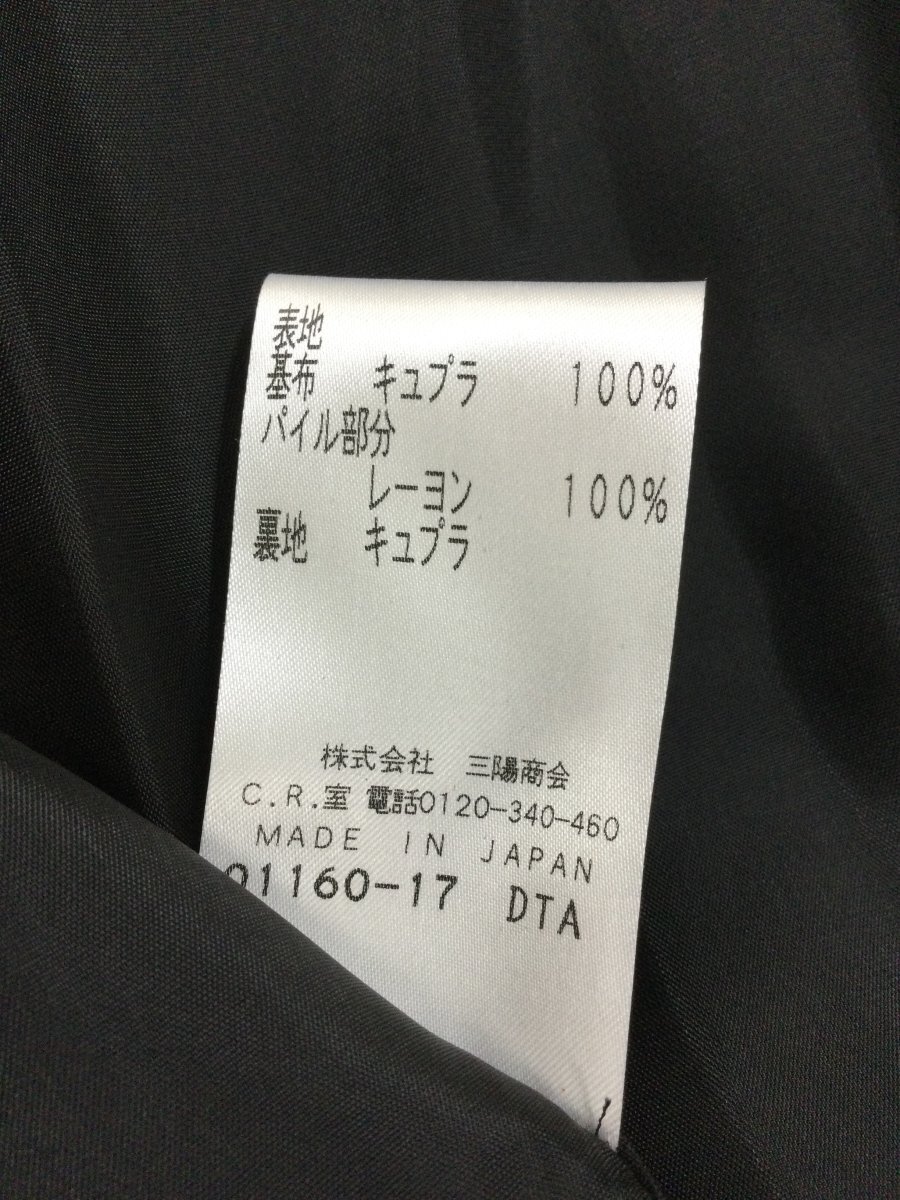 表地
基布 キュプラ 100%
パイル部分
レーヨン 100%
裏地 キュプラ
株式会社 三陽商会
C.R.室 電話0120-340-460
MADE IN JAPAN
01160-17 DTA